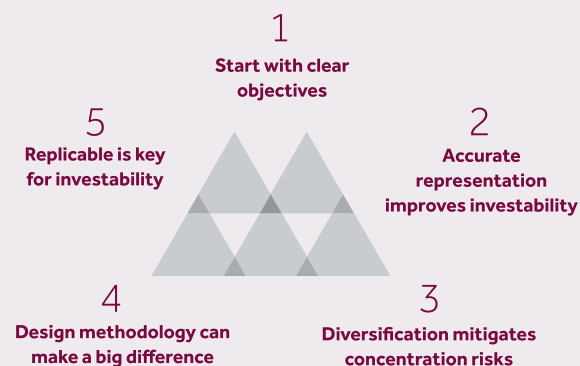 1
Start with clear
objectives
5
Replicable is key
for investability
2
Accurate
representation
improves investability
4
Design methodology can
make a big difference
3
Diversification mitigates
concentration risks